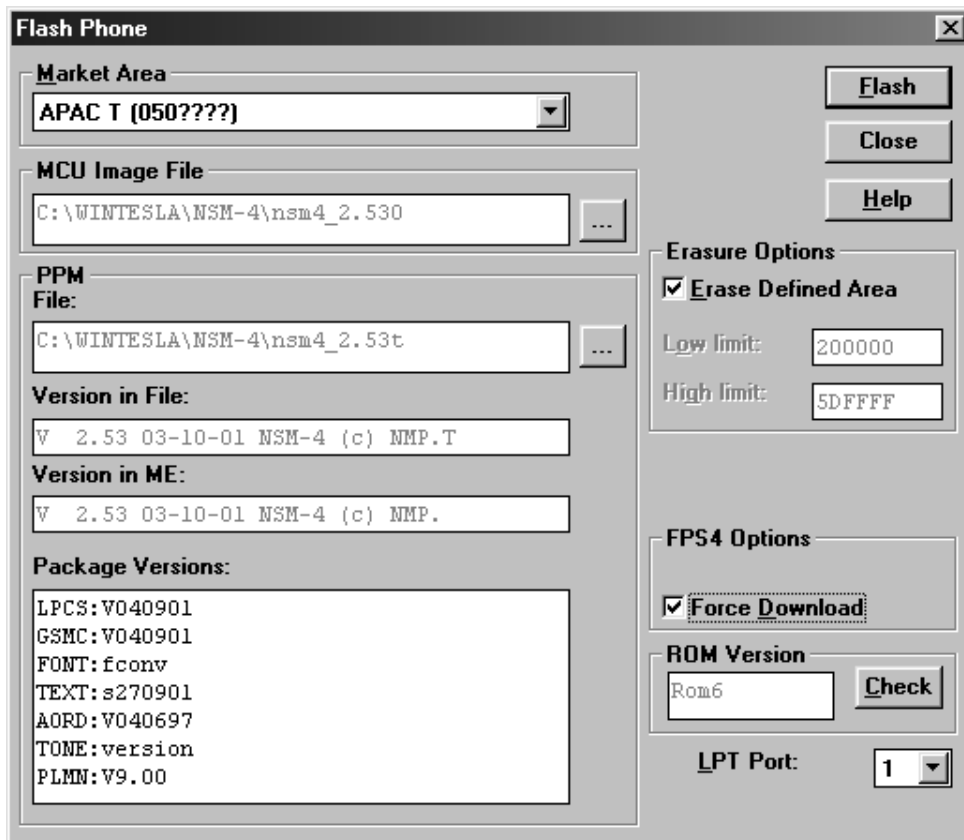 Flash Phone
Market Area
APAC T (050????)
MCU Image File
C:\WINTESLA\NSM-4\nsm4_2.530
...
PPM
File:
C:\WINTESLA\NSM-4\nsm4_2.53t
...
Version in File:
V  2.53 03-10-01 NSM-4 (c) NMP.T
Version in ME:
V  2.53 03-10-01 NSM-4 (c) NMP.
Package Versions:
LPCS:V040901
GSMC:V040901
FONT:fconv
TEXT:s270901
AORD:V040697
TONE:version
PLMN:V9.00
Flash
Close
Help
Erasure Options
Erase Defined Area
Low limit:
200000
High limit:
5DFFFF
FPS4 Options
Force Download
ROM Version
Rom6
Check
LPT Port:
1